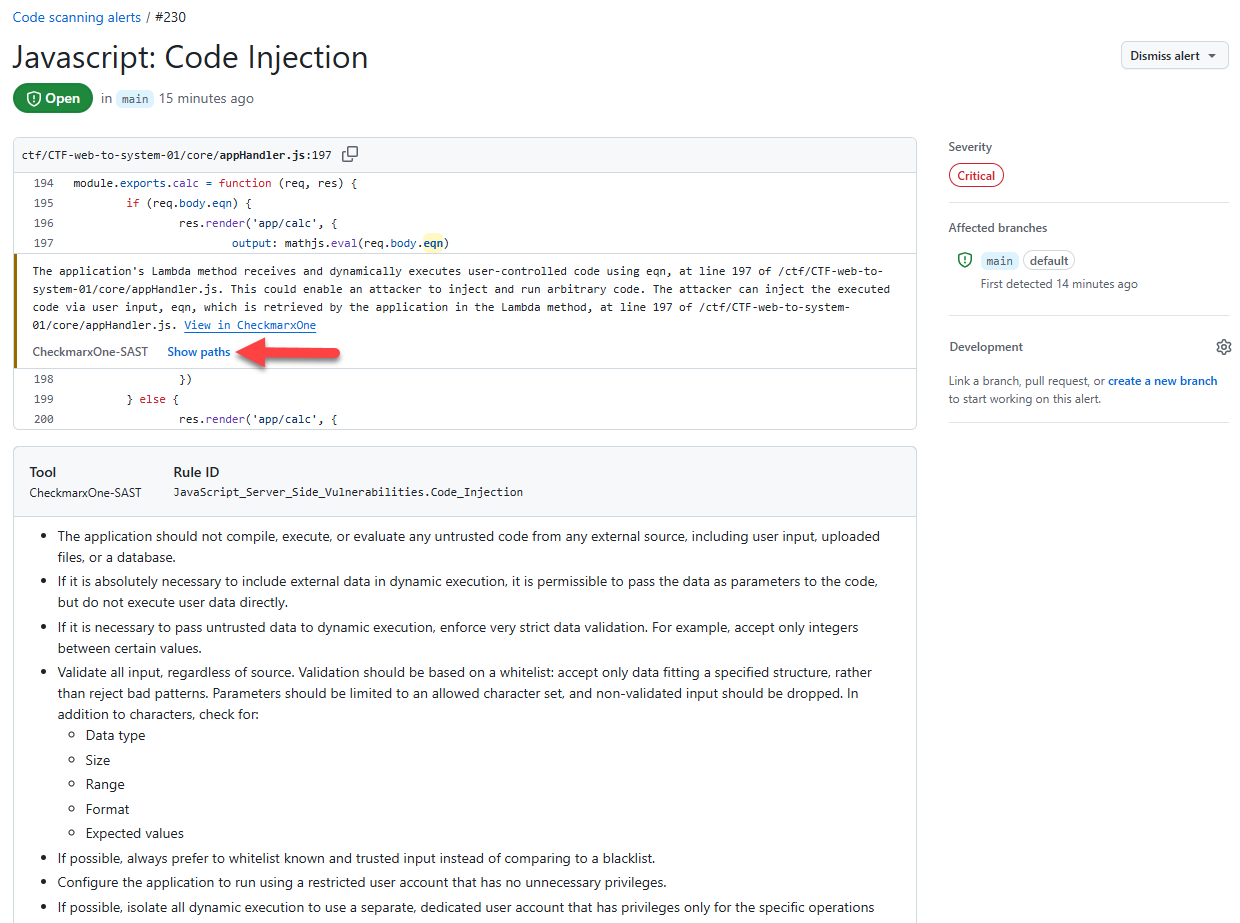 Code scanning alerts / #230
Javascript: Code Injection
Dismiss alert
Open in main 15 minutes ago
ctf/CTF-web-to-system-01/core/appHandler.js:197
194 module.exports.calc = function (req, res) {
195 if (req.body.eqn) {
196 res.render('app/calc', {
197 output: mathjs.eval(req.body.eqn)
The application's Lambda method receives and dynamically executes user-controlled code using eqn, at line 197 of /ctf/CTF-web-to-
system-01/core/appHandler.js. This could enable an attacker to inject and run arbitrary code. The attacker can inject the executed
code via user input, eqn, which is retrieved by the application in the Lambda method, at line 197 of /ctf/CTF-web-to-system-
01/core/appHandler.js. View in CheckmarxOne
CheckmarxOne-SAST Show paths
198 })
199 } else {
200 res.render('app/calc', {
Tool
CheckmarxOne-SAST
Rule ID
JavaScript_Server_Side_Vulnerabilities.Code_Injection
• The application should not compile, execute, or evaluate any untrusted code from any external source, including user input, uploaded
files, or a database.
• If it is absolutely necessary to include external data in dynamic execution, it is permissible to pass the data as parameters to the code,
but do not execute user data directly.
• If it is necessary to pass untrusted data to dynamic execution, enforce very strict data validation. For example, accept only integers
between certain values.
• Validate all input, regardless of source. Validation should be based on a whitelist: accept only data fitting a specified structure, rather
than reject bad patterns. Parameters should be limited to an allowed character set, and non-validated input should be dropped. In
addition to characters, check for:
◦ Data type
◦ Size
◦ Range
◦ Format
◦ Expected values
• If possible, always prefer to whitelist known and trusted input instead of comparing to a blacklist.
• Configure the application to run using a restricted user account that has no unnecessary privileges.
• If possible, isolate all dynamic execution to use a separate, dedicated user account that has privileges only for the specific operations
Severity
Critical
Affected branches
main default
First detected 14 minutes ago
Development
Link a branch, pull request, or create a new branch
to start working on this alert.